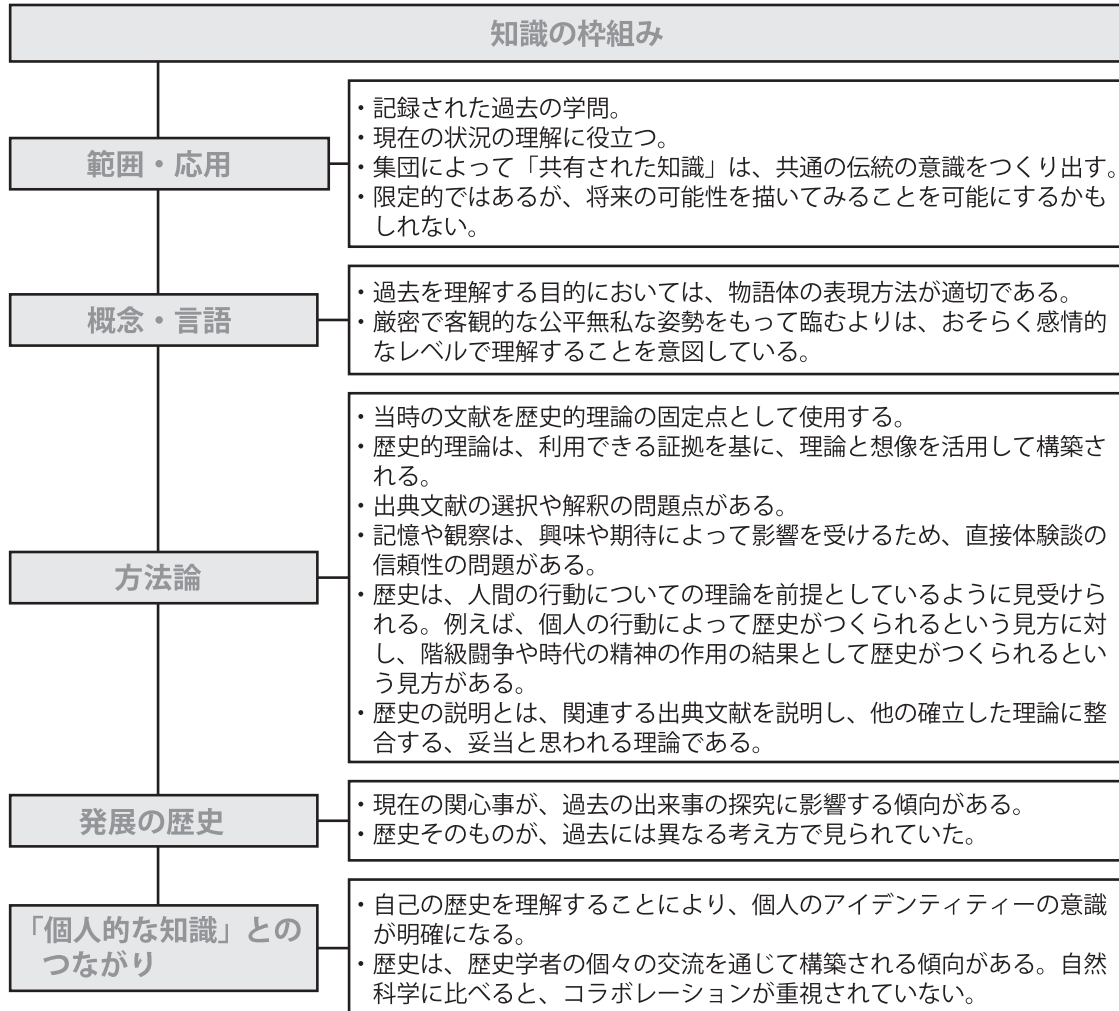 知識の枠組み
範囲・応用
・記録された過去の学問。
・現在の状況の理解に役立つ。
・集団によって「共有された知識」は、共通の伝統の意識をつくり出す。
・限定的ではあるが、将来の可能性を描いてみることを可能にするかも
しれない。
概念・言語
・過去を理解する目的においては、物語体の表現方法が適切である。
・厳密で客観的な公平無私な姿勢をもって臨むよりは、おそらく感情的
なレベルで理解することを意図している。
方法論
・当時の文献を歴史的理論の固定点として使用する。
・歴史的理論は、利用できる証拠を基に、理論と想像を活用して構築さ
れる。
・出典文献の選択や解釈の問題点がある。
・記憶や観察は、興味や期待によって影響を受けるため、直接体験談の
信頼性の問題がある。
・歴史は、人間の行動についての理論を前提としているように見受けら
れる。例えば、個人の行動によって歴史がつくられるという見方に対
し、階級闘争や時代の精神の作用の結果として歴史がつくられるとい
う見方がある。
・歴史の説明とは、関連する出典文献を説明し、他の確立した理論に整
合する、妥当と思われる理論である。
発展の歴史
・現在の関心事が、過去の出来事の探究に影響する傾向がある。
・歴史そのものが、過去には異なる考え方で見られていた。
「個人的な知識」との
つながり
・自己の歴史を理解することにより、個人のアイデンティティーの意識
が明確になる。
・歴史は、歴史学者の個々の交流を通じて構築される傾向がある。自然
科学に比べると、コラボレーションが重視されていない。